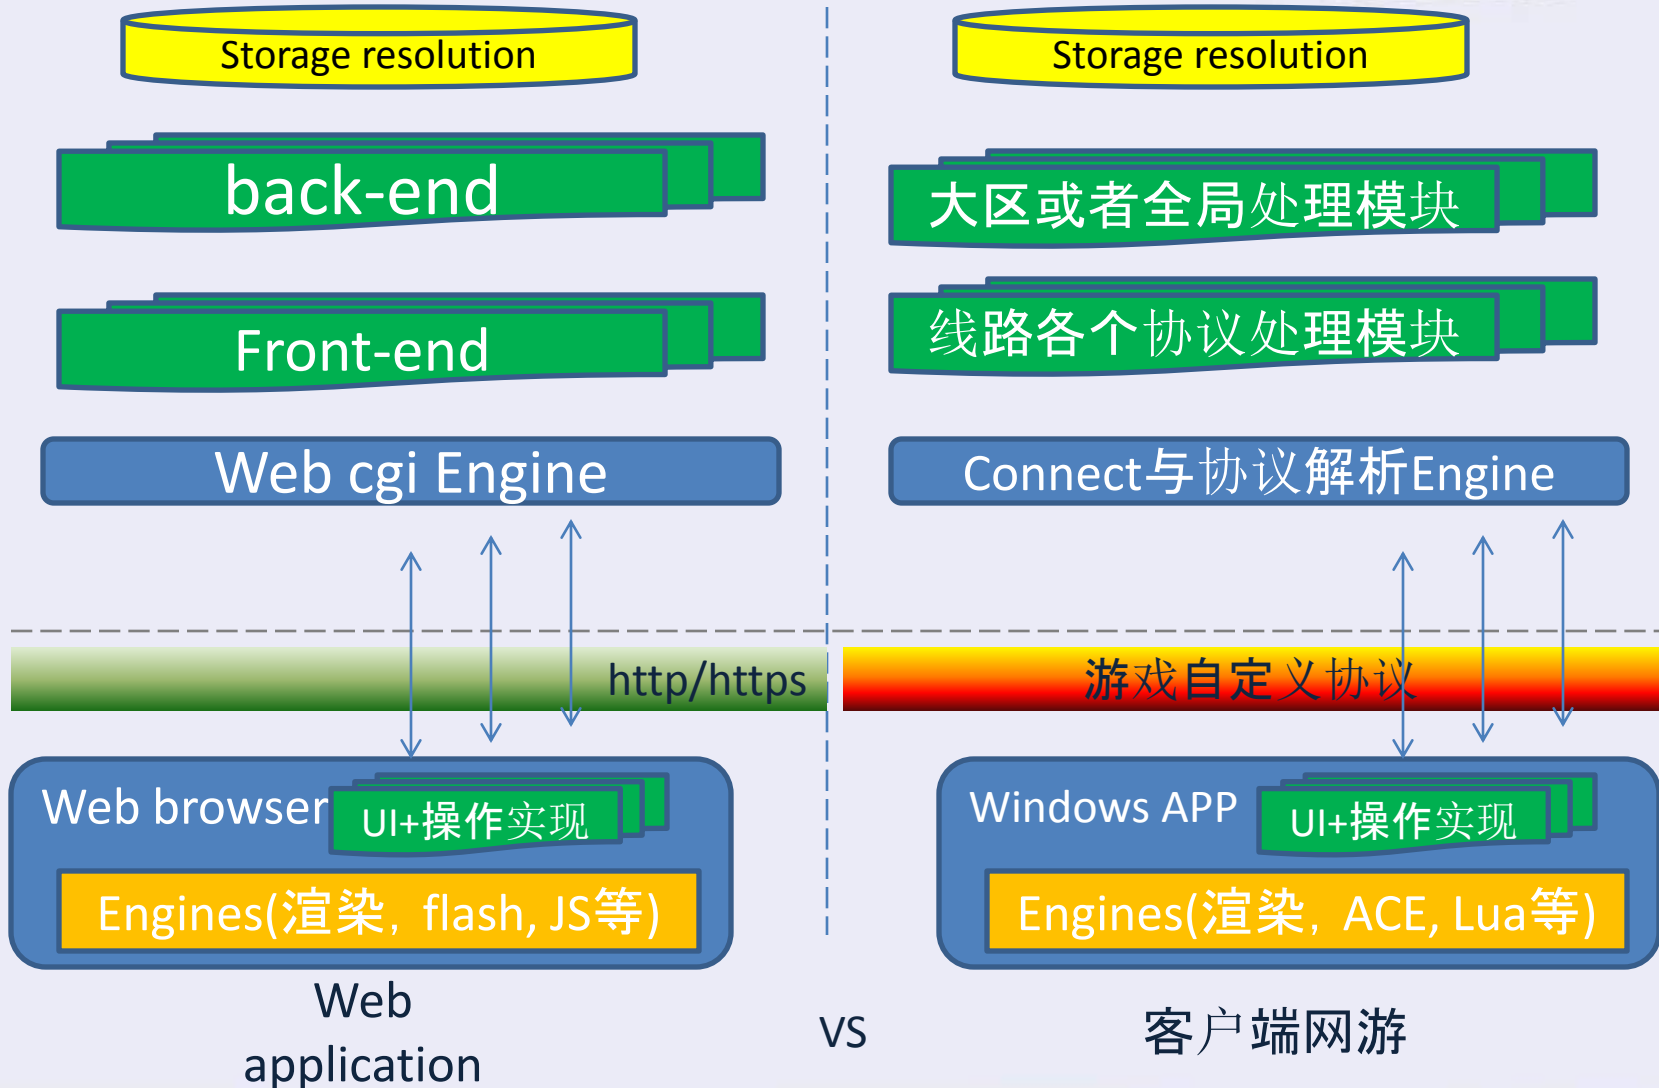 Storage resolution
back-end
Front-end
Web cgi Engine
http/https
Web browser
UI+操作实现
Engines(渲染，flash, JS等)
Web
application
VS
Storage resolution
大区或者全局处理模块
线路各个协议处理模块
Connect与协议解析Engine
游戏自定义协议
Windows APP
UI+操作实现
Engines(渲染，ACE, Lua等)
客户端网游